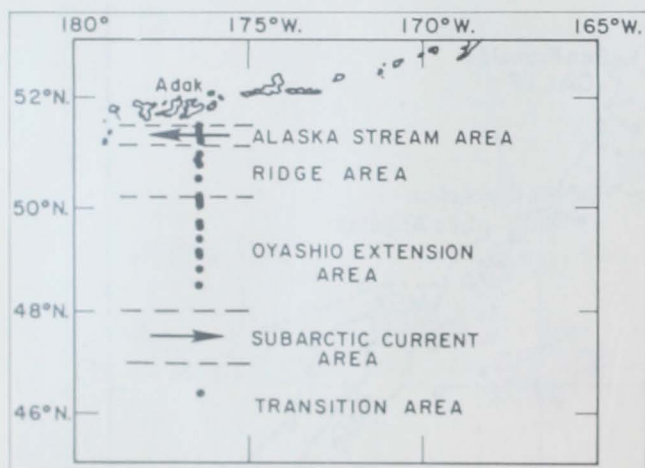 180° 175°W. 170°W. 165°W.
Adak
52°N.
ALASKA STREAM AREA
RIDGE AREA
50°N.
OYASHIO EXTENSION
AREA
48°N.
SUBARCTIC CURRENT
AREA
46°N.
TRANSITION AREA